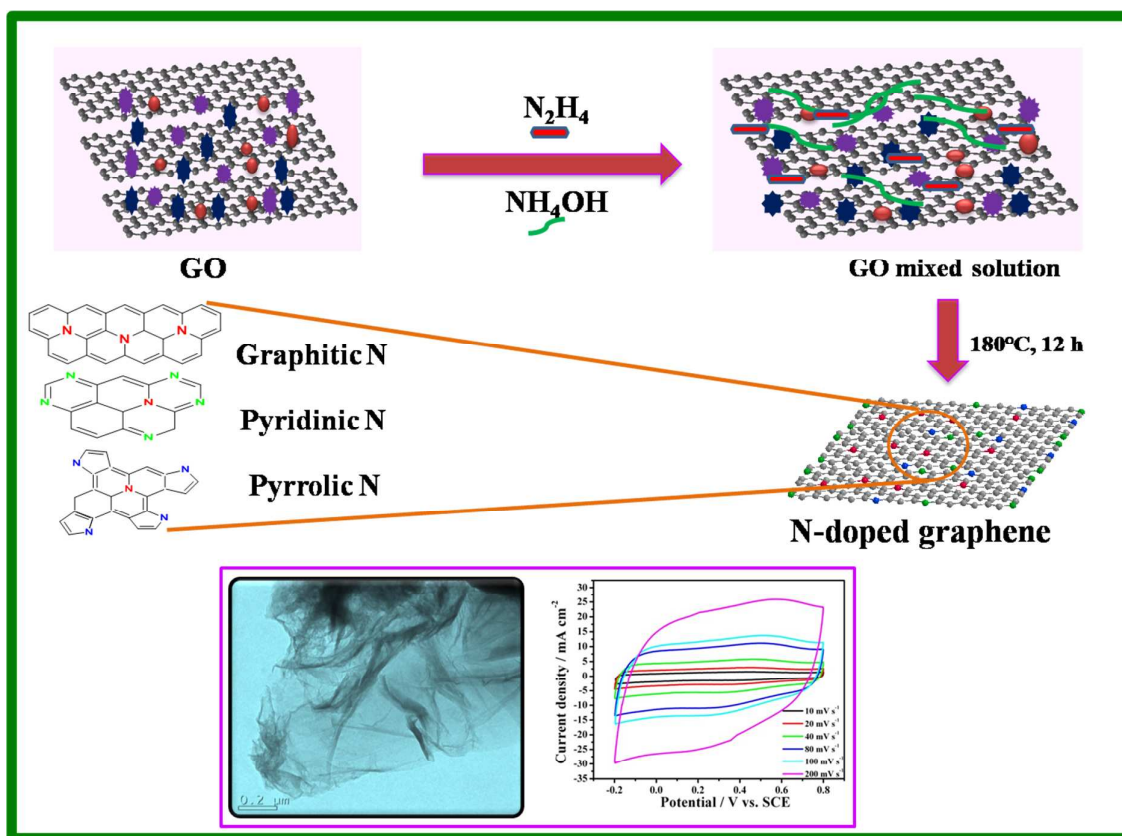 N₂H₄
NH₄OH
GO
GO mixed solution
180°C, 12 h
N
N
N
Graphitic N
N
N
N
N
N
N
Pyridinic N
N
N
N
N
N
Pyrrolic N
N-doped graphene
0.2 µm
Current density / mA cm⁻²
30
25
20
15
10
5
0
-5
-10
-15
-20
-25
-30
-35
10 mV s⁻¹
20 mV s⁻¹
40 mV s⁻¹
80 mV s⁻¹
100 mV s⁻¹
200 mV s⁻¹
-0.2 0.0 0.2 0.4 0.6 0.8
Potential / V vs. SCE